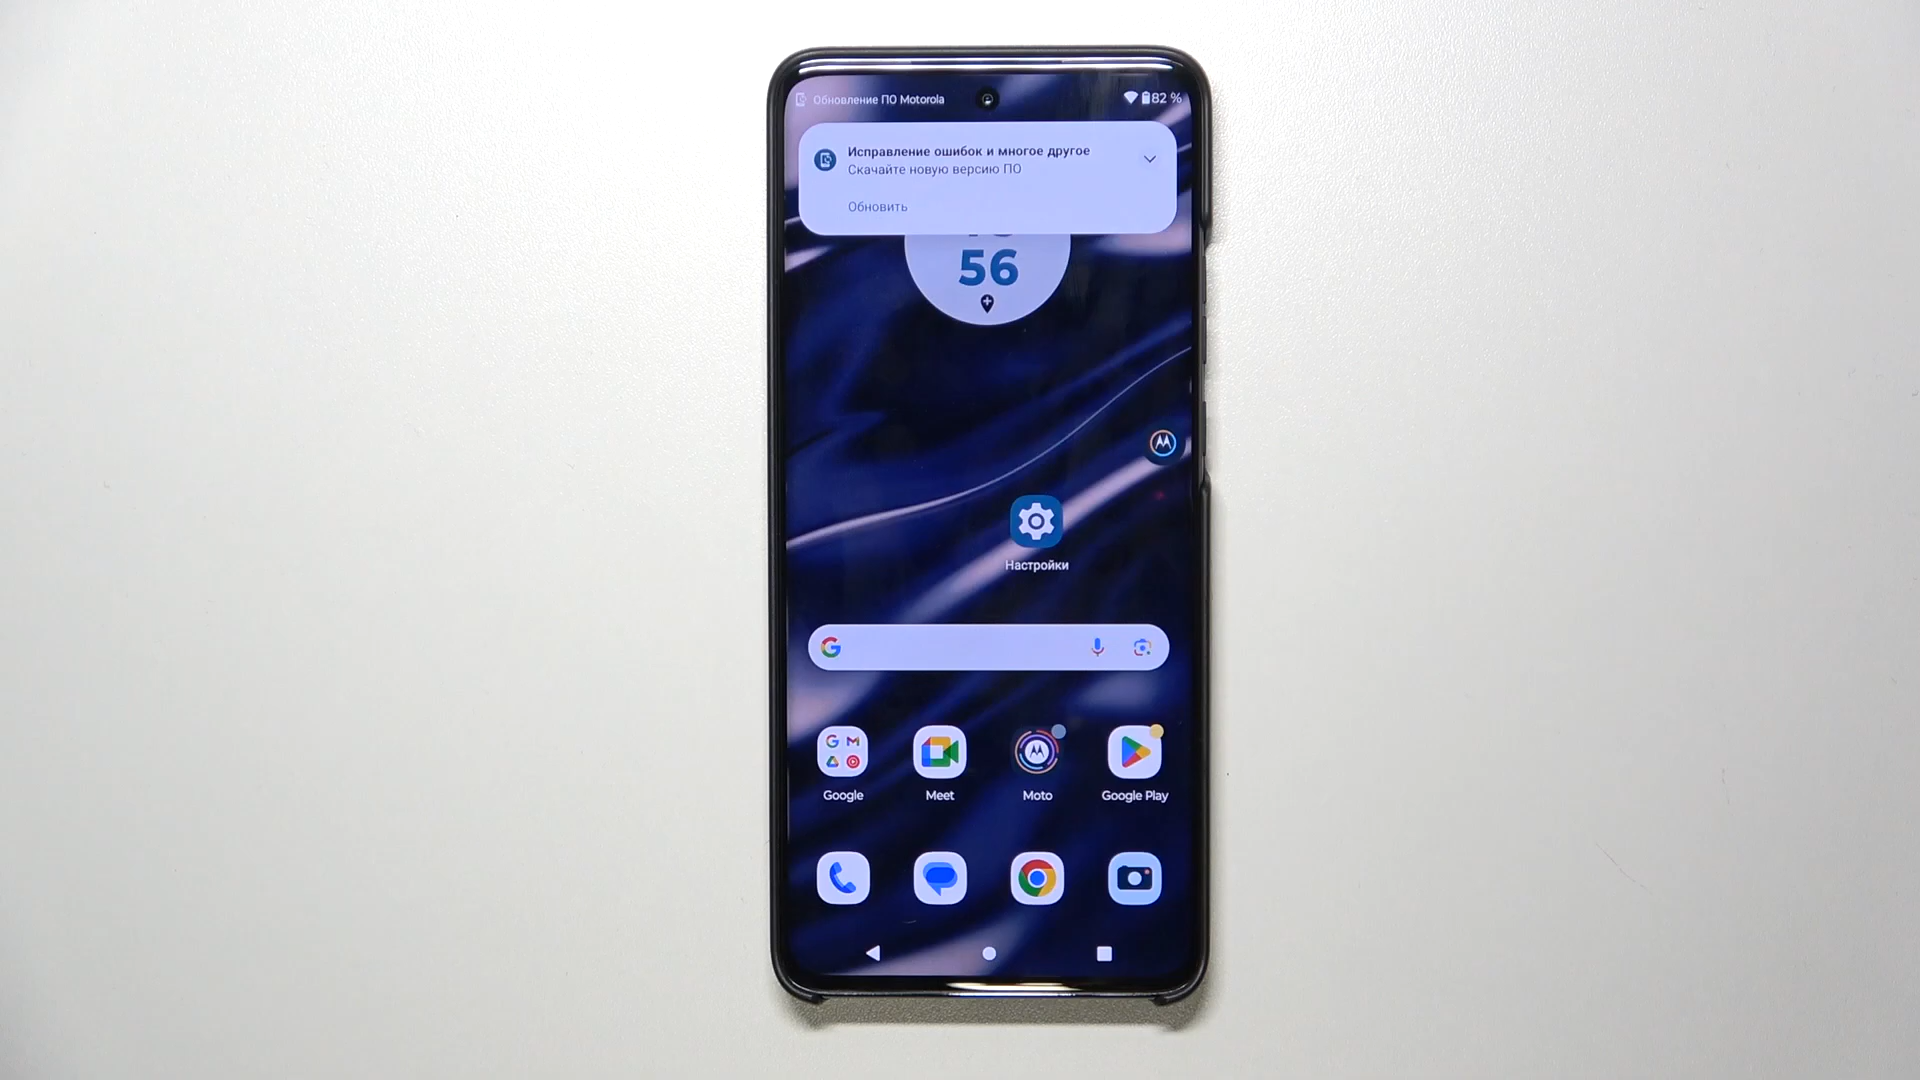 Обновление ПО Motorola
82 %
Исправление ошибок и многое другое
Скачайте новую версию ПО
Обновить
56
Настройки
Google
Meet
Moto
Google Play